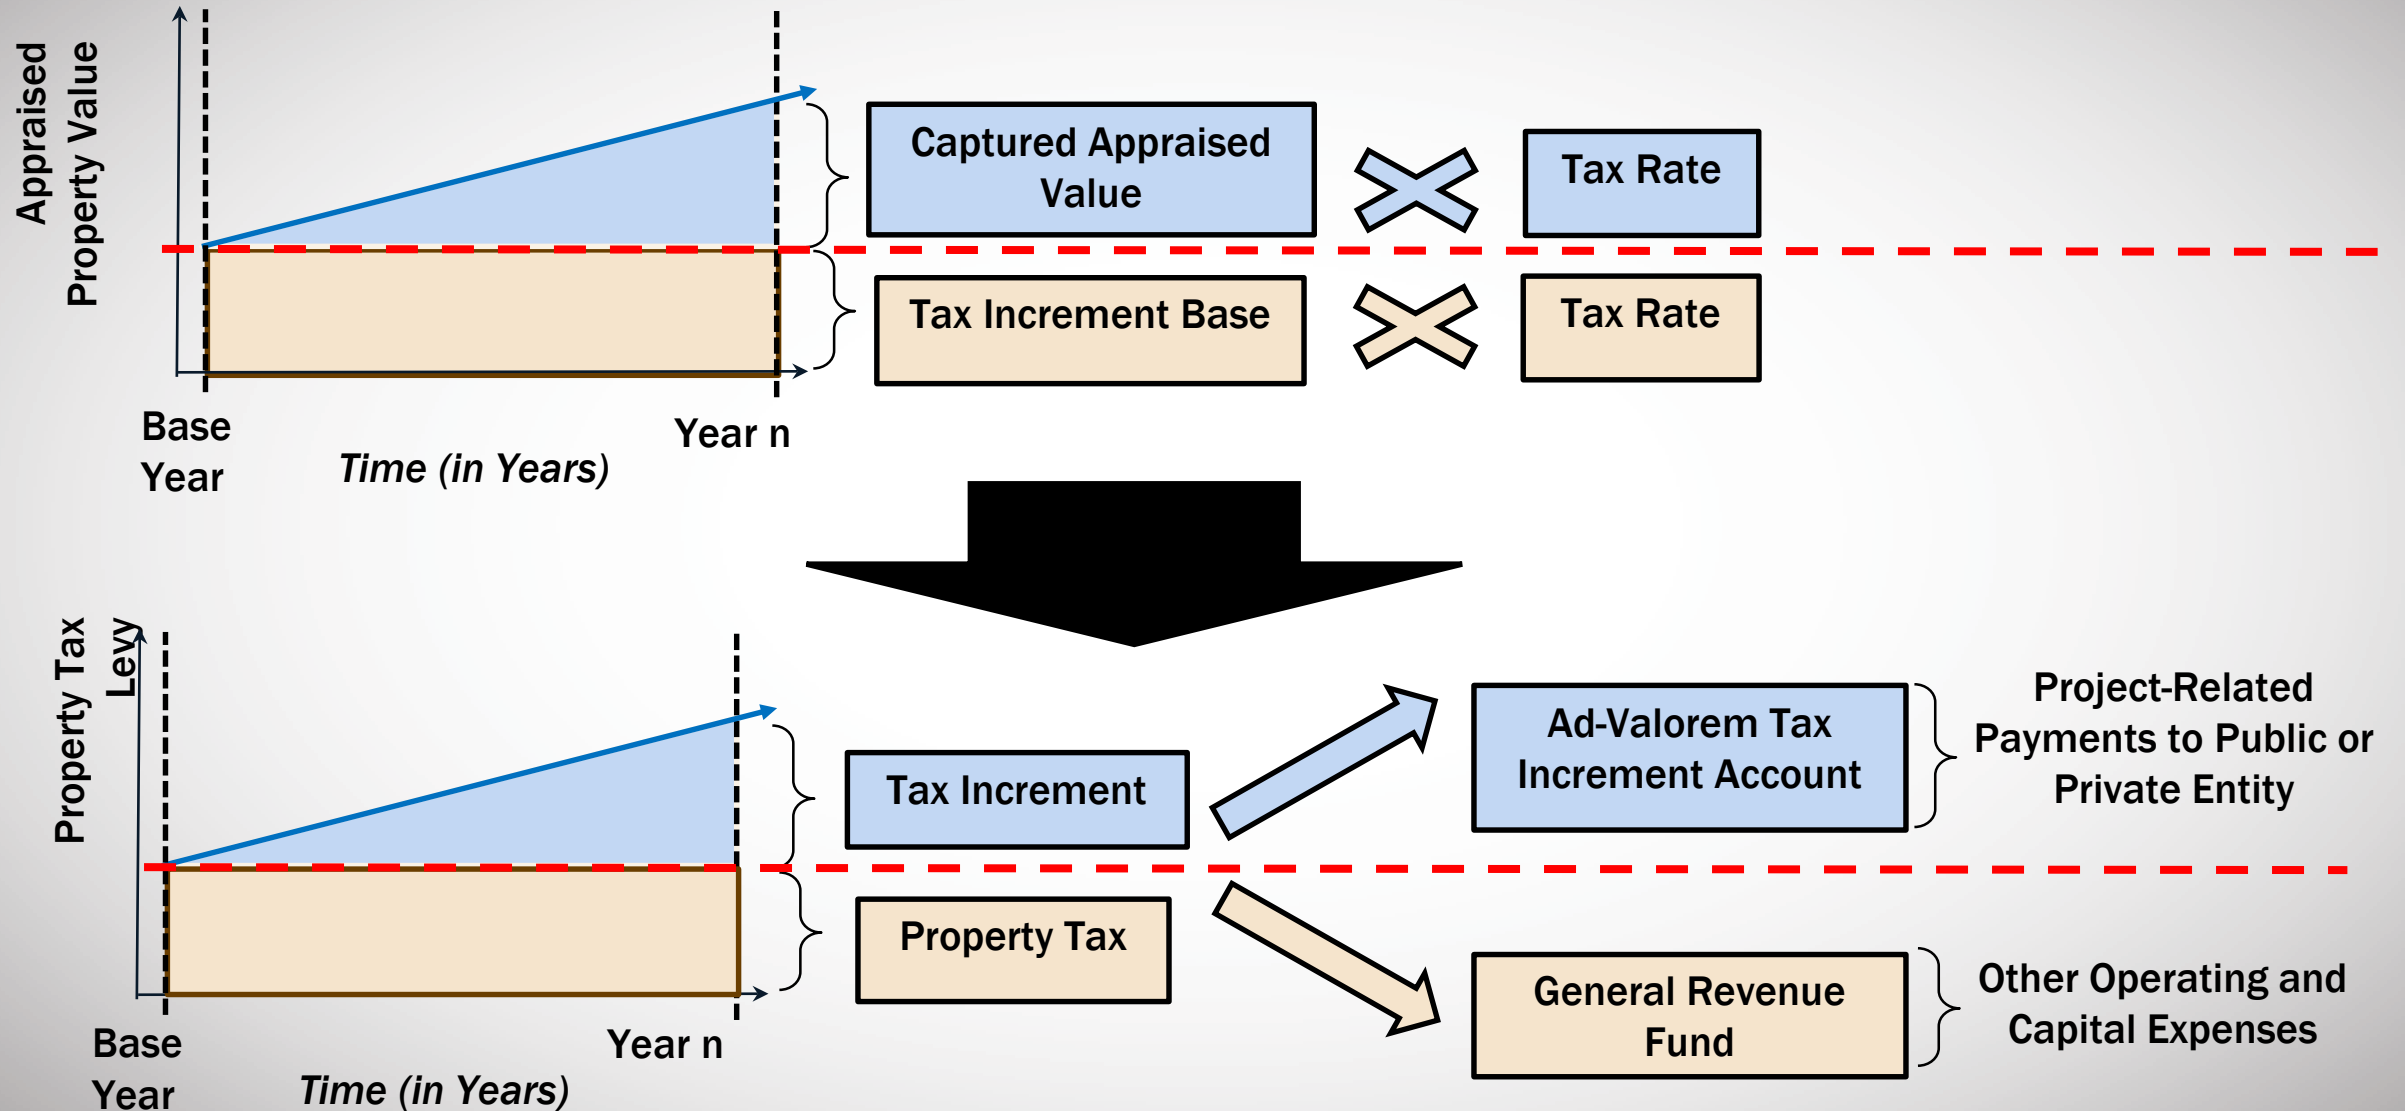 Appraised
Property Value
Captured Appraised
Value
Tax Rate
Tax Increment Base
Tax Rate
Base
Year
Time (in Years)
Year n
Property Tax
Levy
Tax Increment
Ad-Valorem Tax
Increment Account
Project-Related
Payments to Public or
Private Entity
Property Tax
General Revenue
Fund
Other Operating and
Capital Expenses
Base
Year
Time (in Years)
Year n